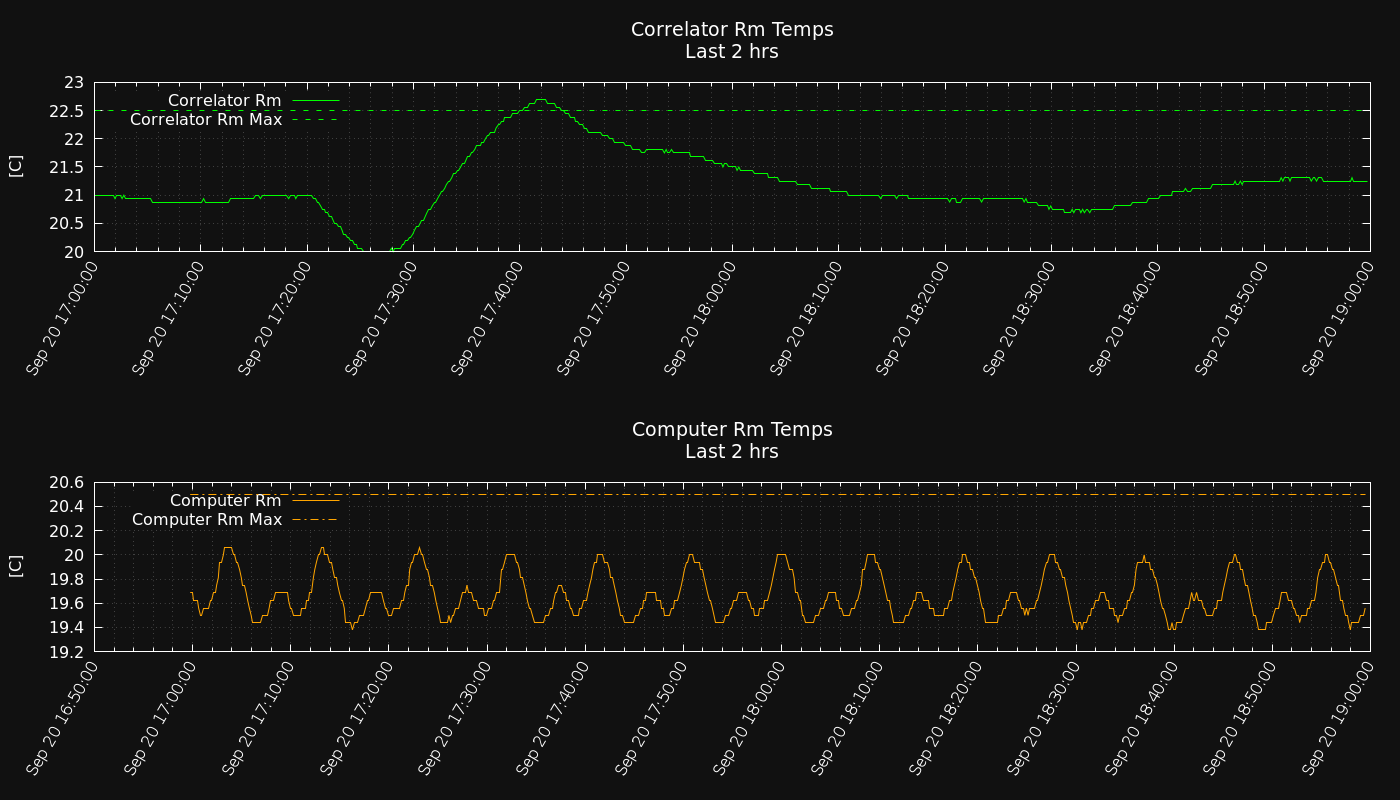 Correlator Rm Temps
Last 2 hrs
[C]
23
22.5
22
21.5
21
20.5
20
Correlator Rm
Correlator Rm Max
Sep 20 17:00:00
Sep 20 17:10:00
Sep 20 17:20:00
Sep 20 17:30:00
Sep 20 17:40:00
Sep 20 17:50:00
Sep 20 18:00:00
Sep 20 18:10:00
Sep 20 18:20:00
Sep 20 18:30:00
Sep 20 18:40:00
Sep 20 18:50:00
Sep 20 19:00:00
Computer Rm Temps
Last 2 hrs
[C]
20.6
20.4
20.2
20
19.8
19.6
19.4
19.2
Computer Rm
Computer Rm Max
Sep 20 16:50:00
Sep 20 17:00:00
Sep 20 17:10:00
Sep 20 17:20:00
Sep 20 17:30:00
Sep 20 17:40:00
Sep 20 17:50:00
Sep 20 18:00:00
Sep 20 18:10:00
Sep 20 18:20:00
Sep 20 18:30:00
Sep 20 18:40:00
Sep 20 18:50:00
Sep 20 19:00:00